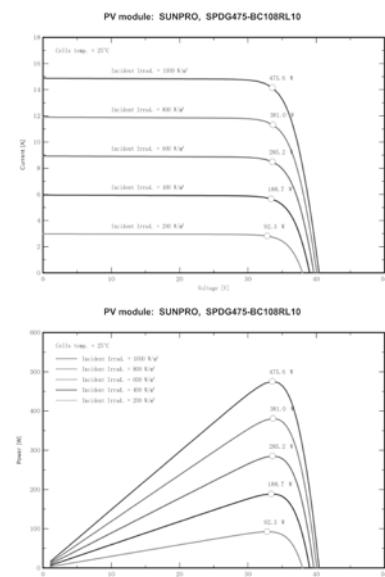 PV module: SUNPRO, SPDG475-BC108RL10
18
Cells temp. = 25°C
16
Incident Irrad. = 1000 W/m²
475.6 W
14
Incident Irrad. = 800 W/m²
381.0 W
12
10
Incident Irrad. = 600 W/m²
285.2 W
8
Incident Irrad. = 400 W/m²
188.7 W
6
4
Incident Irrad. = 200 W/m²
92.3 W
2
0
Current [A]
0 10 20 30 40 50
Voltage [V]
PV module: SUNPRO, SPDG475-BC108RL10
600
Cells temp. = 25°C
Incident Irrad. = 1000 W/m²
Incident Irrad. = 800 W/m²
Incident Irrad. = 600 W/m²
Incident Irrad. = 400 W/m²
Incident Irrad. = 200 W/m²
500
475.6 W
400
381.0 W
300
285.2 W
200
188.7 W
100
92.3 W
0
Power [W]
0 10 20 30 40 50